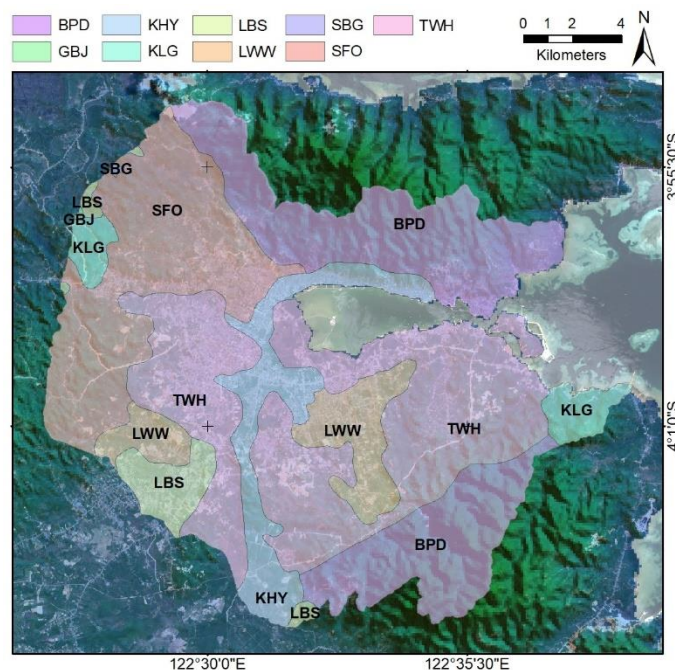 BPD KHY LBS SBG TWH
GBJ KLG LWW SFO
0 1 2 4
Kilometers
N
SBG
3°55'30"S
LBS
SFO
GBJ
BPD
KLG
TWH
KLG
LWW
LWW
TWH
4°1'0"S
LBS
BPD
KHY
LBS
122°30'0"E 122°35'30"E